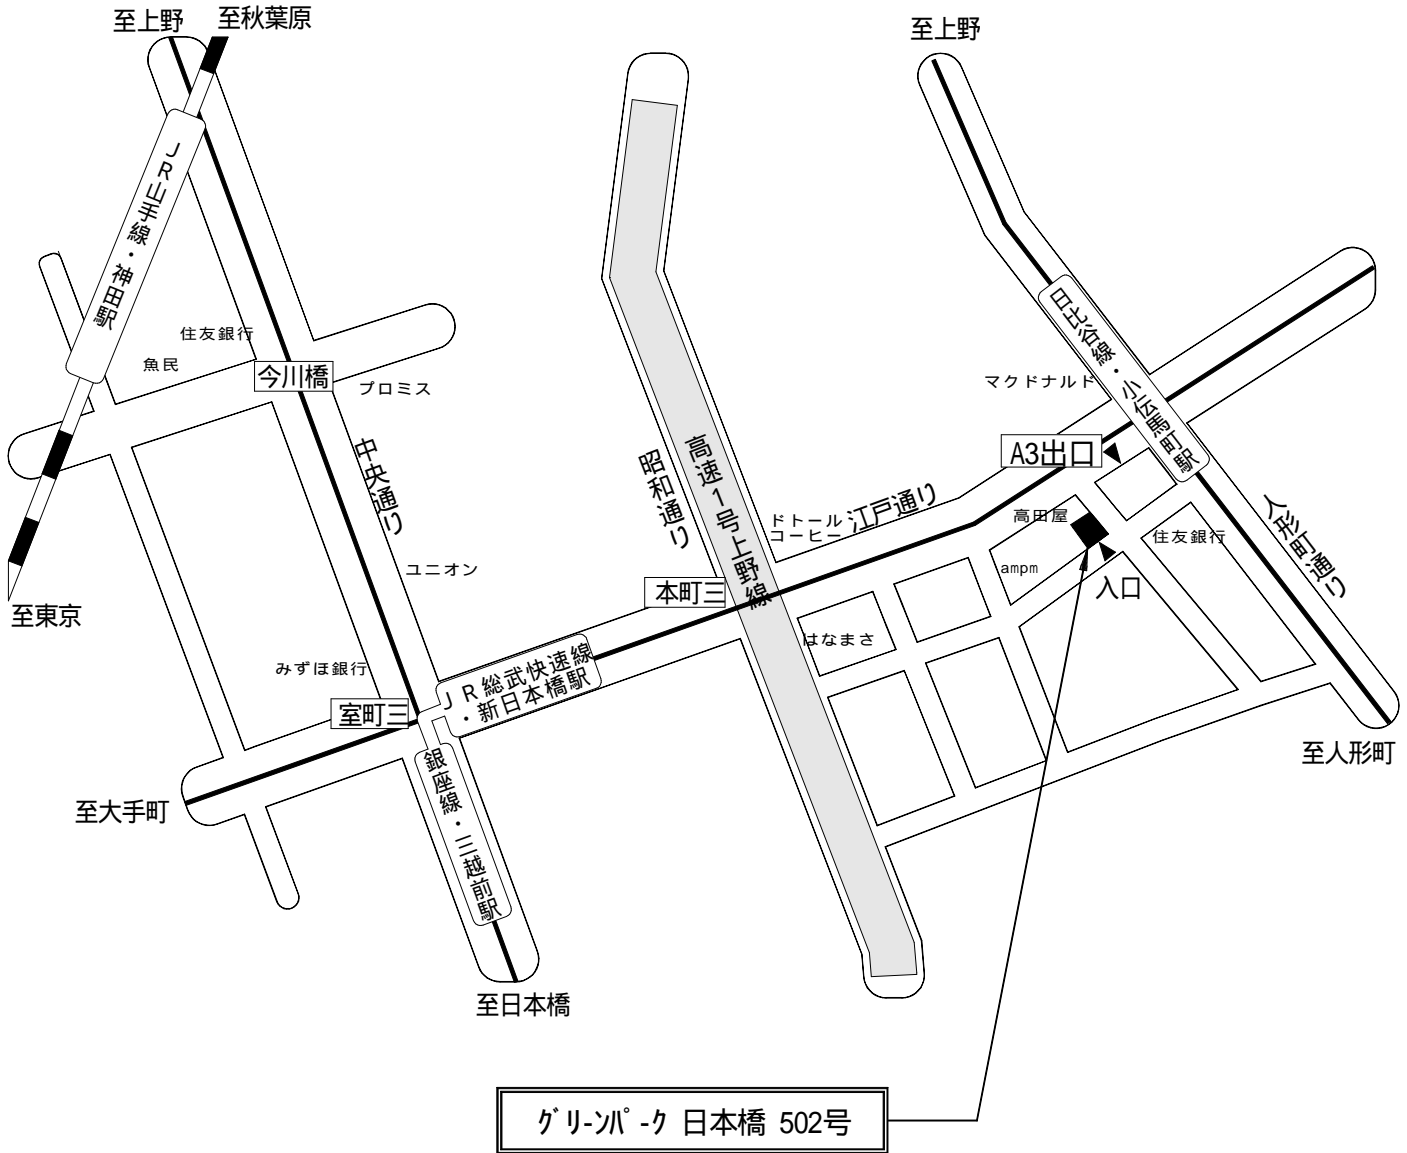 至上野
至秋葉原
至上野
JR山手線・神田駅
住友銀行
魚民
今川橋
プロミス
中央通り
昭和通り
高速1号上野線
日比谷線・小伝馬町駅
マクドナルド
A3出口
江戸通り
ドトール
コーヒー
高田屋
住友銀行
人形町通り
ampm
入口
至東京
ユニオン
本町三
はなまさ
みずほ銀行
室町三
JR総武快速線
・新日本橋駅
銀座線・三越前駅
至大手町
至人形町
至日本橋
ｸﾞﾘｰﾝﾊﾟｰｸ 日本橋 502号